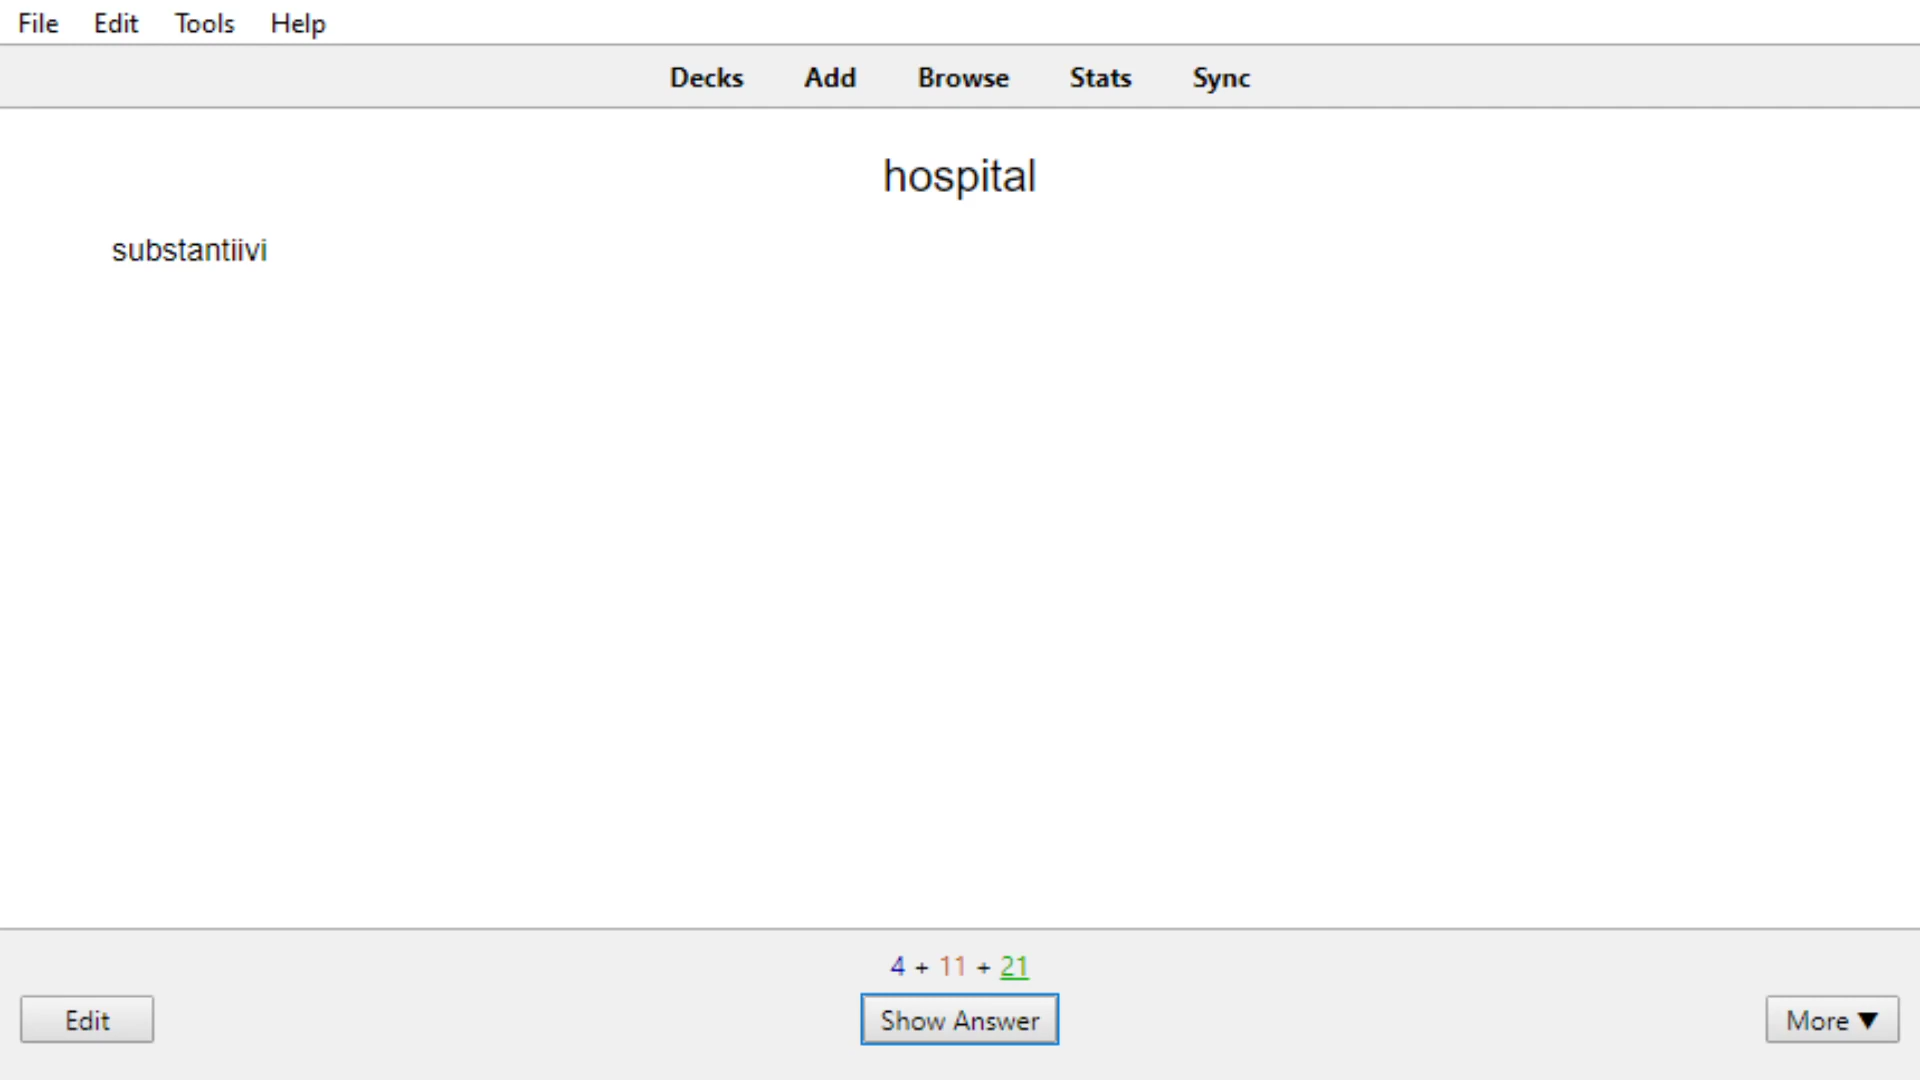 File Edit Tools Help
Decks Add Browse Stats Sync
hospital
substantiivi
4 + 11 + 21
Edit Show Answer More ▼